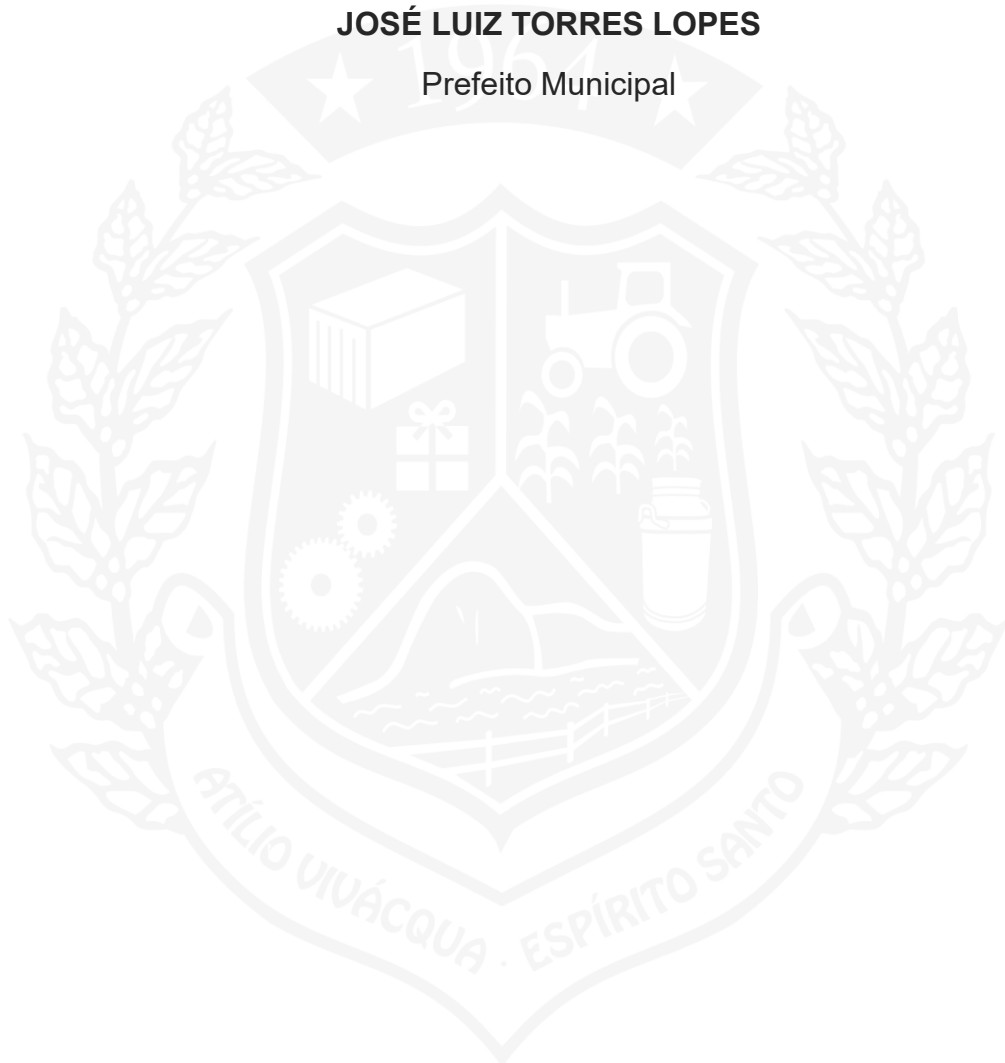 JOSÉ LUIZ TORRES LOPES
Prefeito Municipal
1964
ATÍLIO VIVÁCQUA . ESPÍRITO SANTO